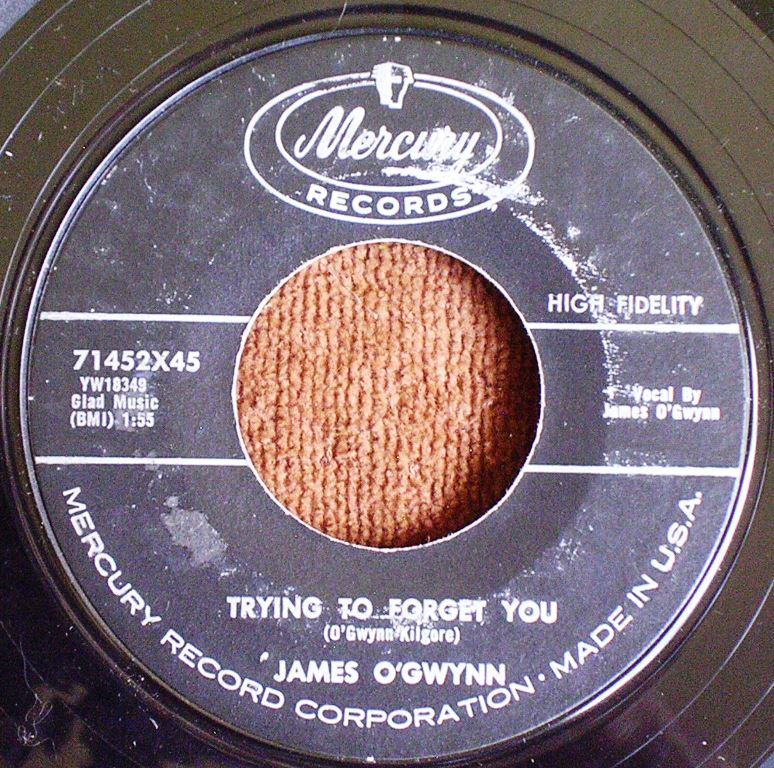 Mercury
RECORDS
HIGH FIDELITY
71452X45
YW18349
Glad Music
(BMI) 1:55
Vocal By
James O'Gwynn
TRYING TO FORGET YOU
(O'Gwynn-Kilgore)
JAMES O'GWYNN
MERCURY RECORD CORPORATION • MADE IN U.S.A.